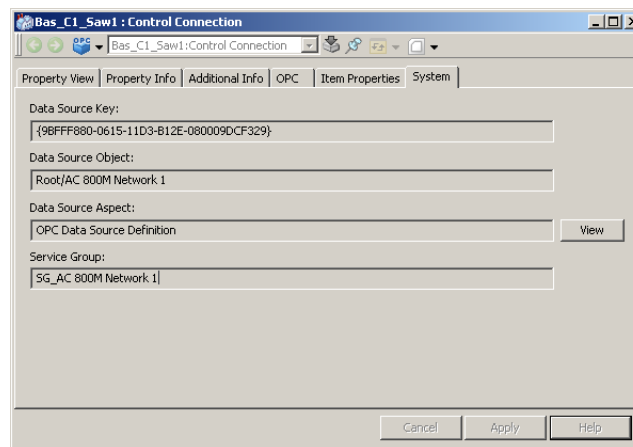 Bas_C1_Saw1 : Control Connection
OPC Bas_C1_Saw1:Control Connection
Property View Property Info Additional Info OPC Item Properties System
Data Source Key:
{9BFFF880-0615-11D3-B12E-080009DCF329}
Data Source Object:
Root/AC 800M Network 1
Data Source Aspect:
OPC Data Source Definition View
Service Group:
SG_AC 800M Network 1
Cancel Apply Help